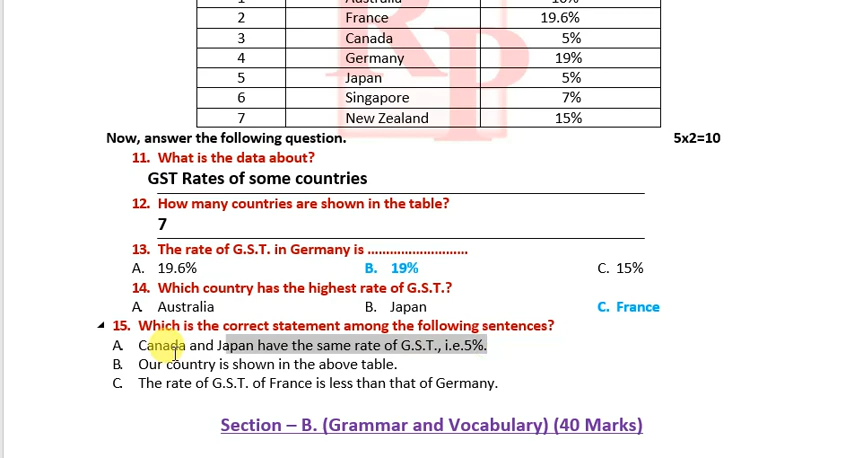 2 France 19.6%
3 Canada 5%
4 Germany 19%
5 Japan 5%
6 Singapore 7%
7 New Zealand 15%
Now, answer the following question. 5x2=10
11. What is the data about?
GST Rates of some countries
12. How many countries are shown in the table?
7
13. The rate of G.S.T. in Germany is ...........................
A. 19.6% B. 19% C. 15%
14. Which country has the highest rate of G.S.T.?
A Australia B. Japan C. France
15. Which is the correct statement among the following sentences?
A. Canada and Japan have the same rate of G.S.T., i.e.5%.
B. Our country is shown in the above table.
C. The rate of G.S.T. of France is less than that of Germany.
Section – B. (Grammar and Vocabulary) (40 Marks)